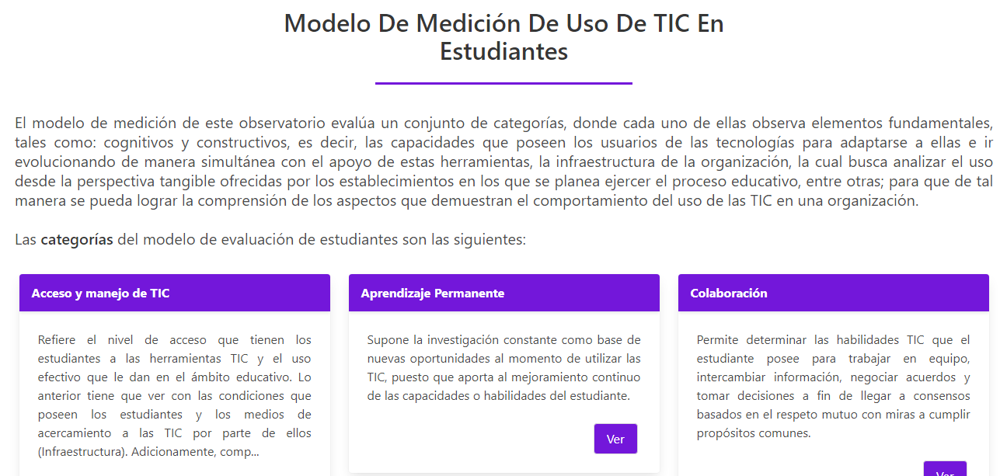 Modelo De Medición De Uso De TIC En
Estudiantes
El modelo de medición de este observatorio evalúa un conjunto de categorías, donde cada uno de ellas observa elementos fundamentales,
tales como: cognitivos y constructivos, es decir, las capacidades que poseen los usuarios de las tecnologías para adaptarse a ellas e ir
evolucionando de manera simultánea con el apoyo de estas herramientas, la infraestructura de la organización, la cual busca analizar el uso
desde la perspectiva tangible ofrecidas por los establecimientos en los que se planea ejercer el proceso educativo, entre otras; para que de tal
manera se pueda lograr la comprensión de los aspectos que demuestran el comportamiento del uso de las TIC en una organización.
Las categorías del modelo de evaluación de estudiantes son las siguientes:
Acceso y manejo de TIC
Refiere el nivel de acceso que tienen los
estudiantes a las herramientas TIC y el uso
efectivo que le dan en el ámbito educativo. Lo
anterior tiene que ver con las condiciones que
poseen los estudiantes y los medios de
acercamiento a las TIC por parte de ellos
(Infraestructura). Adicionamente, comp...
Aprendizaje Permanente
Supone la investigación constante como base de
nuevas oportunidades al momento de utilizar las
TIC, puesto que aporta al mejoramiento continuo
de las capacidades o habilidades del estudiante.
Ver
Colaboración
Permite determinar las habilidades TIC que el
estudiante posee para trabajar en equipo,
intercambiar información, negociar acuerdos y
tomar decisiones a fin de llegar a consensos
basados en el respeto mutuo con miras a cumplir
propósitos comunes.
Ver